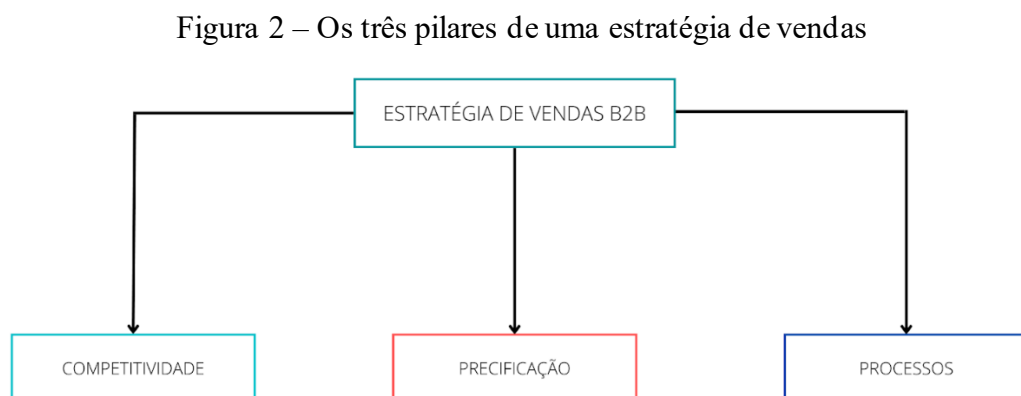 Figura 2 – Os três pilares de uma estratégia de vendas
ESTRATÉGIA DE VENDAS B2B
COMPETITIVIDADE
PRECIFICAÇÃO
PROCESSOS